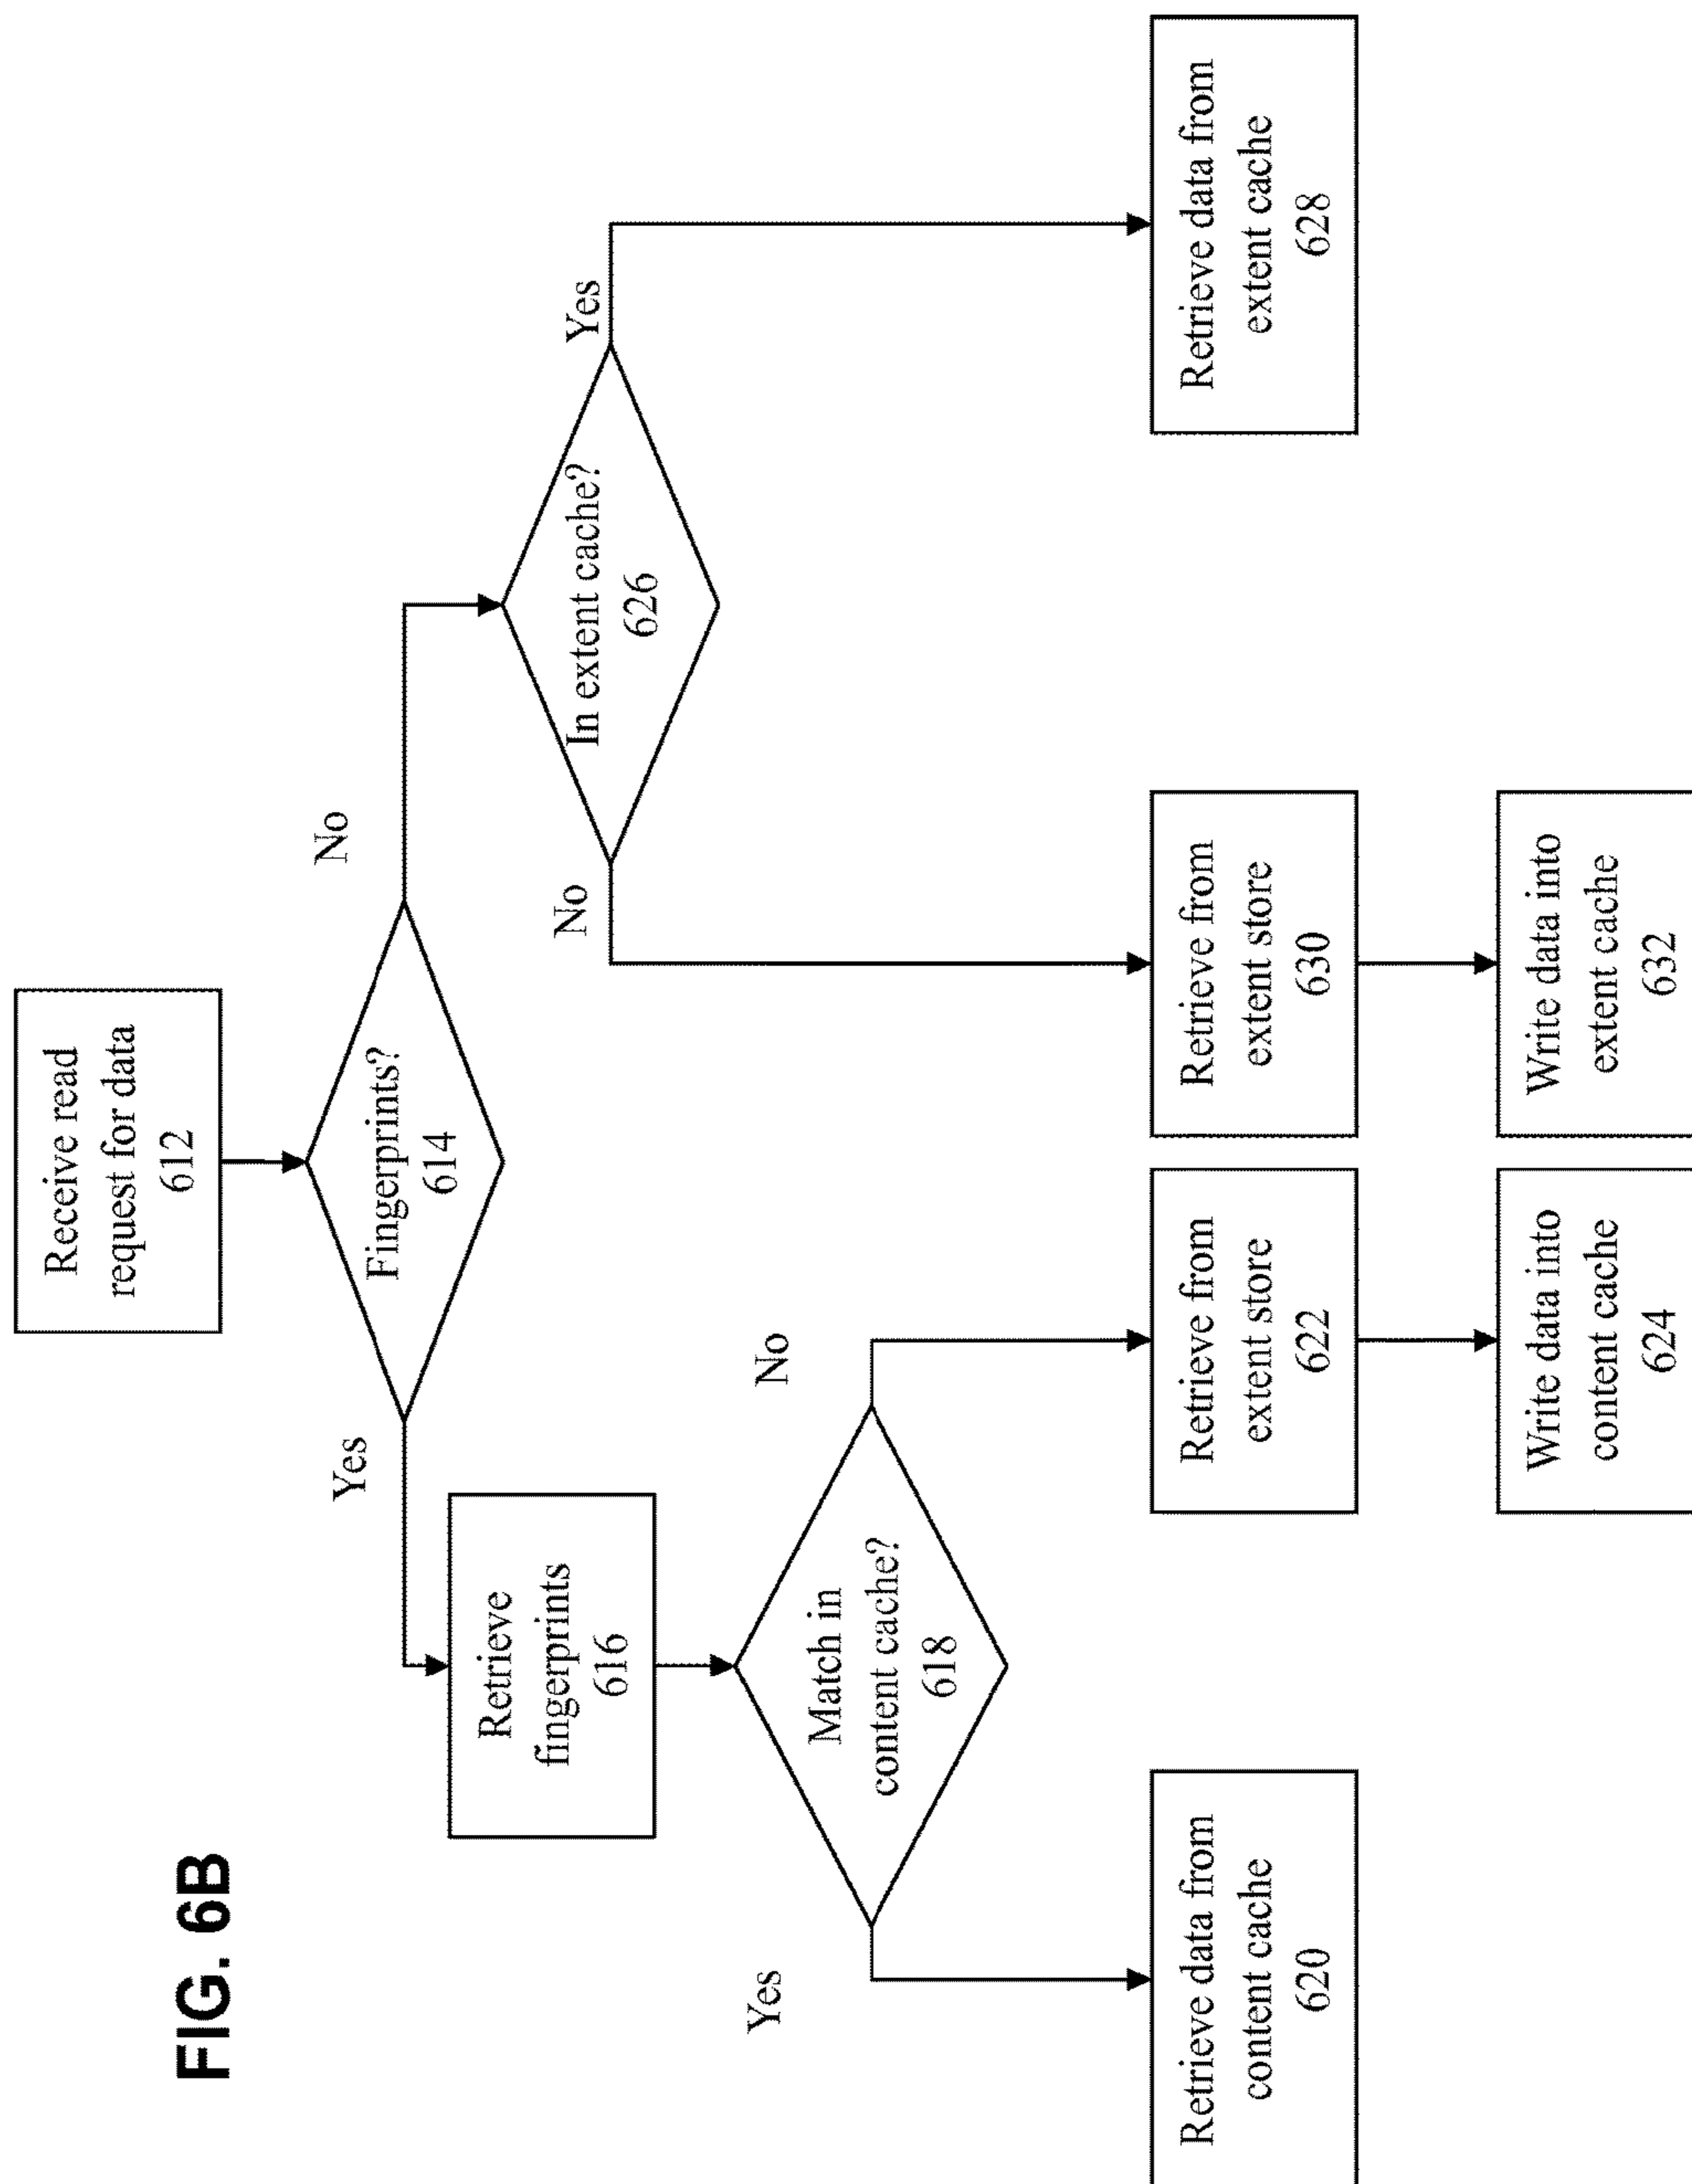 FIG. 6B
Receive read
request for data
612
Fingerprints?
614
Yes
No
Retrieve
fingerprints
616
In extent cache?
626
No
Yes
Match in
content cache?
618
Yes
No
Retrieve data from
content cache
620
Retrieve from
extent store
622
Retrieve from
extent store
630
Retrieve data from
extent cache
628
Write data into
content cache
624
Write data into
extent cache
632